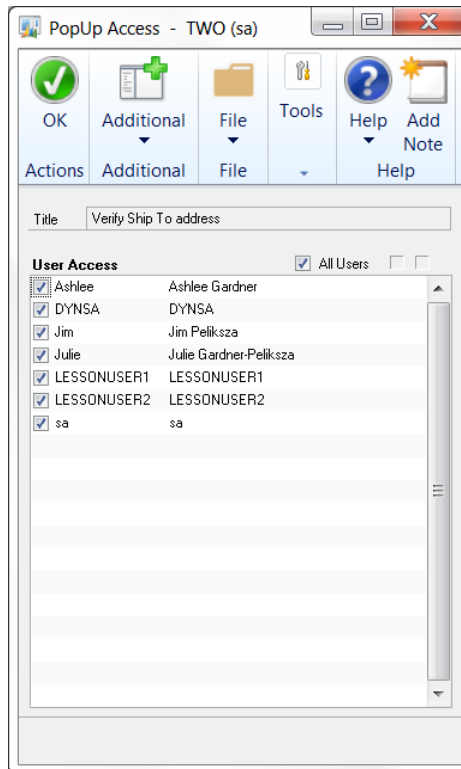 PopUp Access - TWO (sa)
OK Additional File Tools Help Add Note
Actions Additional File Help
Title Verify Ship To address
User Access All Users
Ashlee Ashlee Gardner
DYNSA DYNSA
Jim Jim Peliksza
Julie Julie Gardner-Peliksza
LESSONUSER1 LESSONUSER1
LESSONUSER2 LESSONUSER2
sa sa